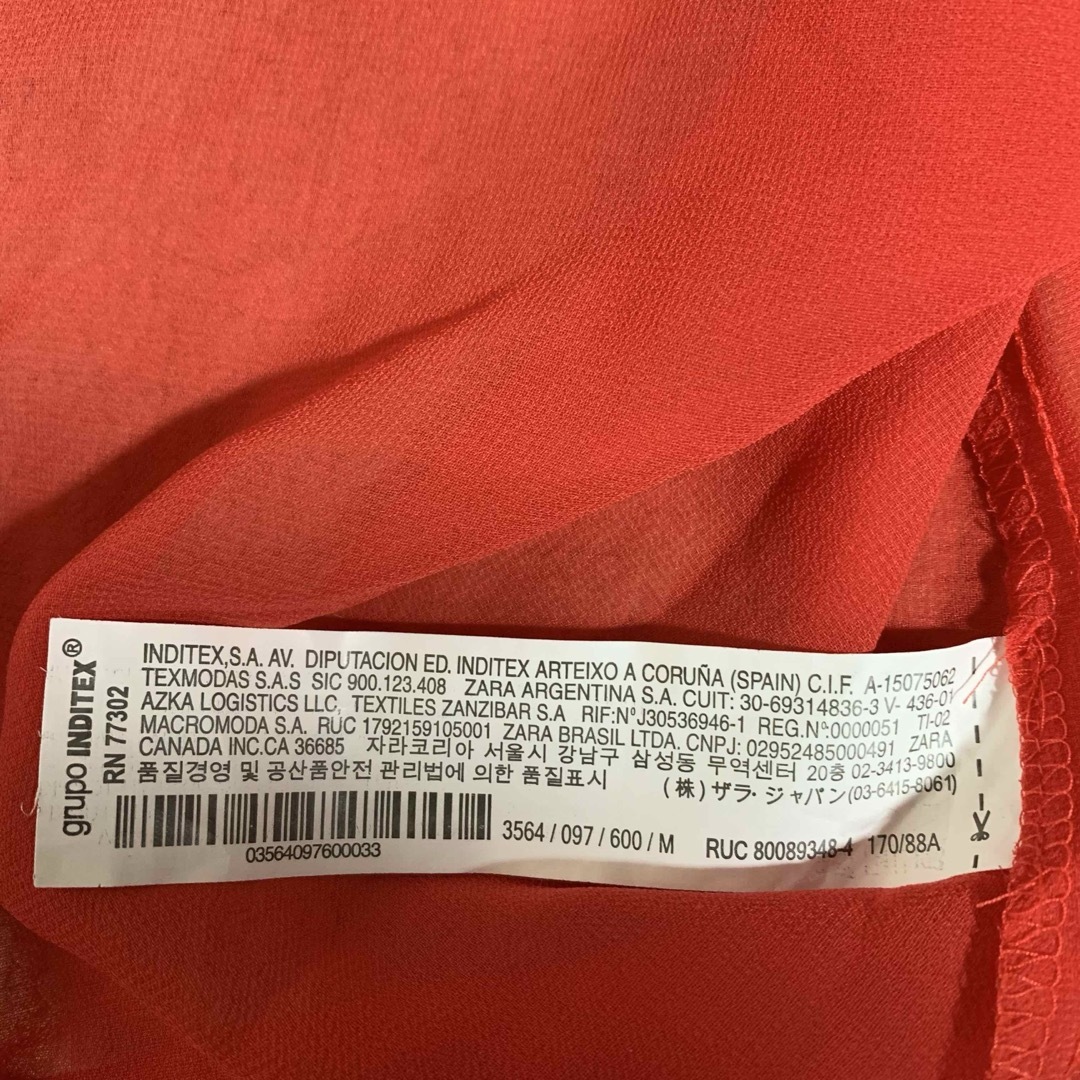 grupo INDITEX®
RN 77302
INDITEX,S.A. AV. DIPUTACION ED. INDITEX ARTEIXO A CORUÑA (SPAIN) C.I.F. A-15075062
TEXMODAS S.A.S SIC 900.123.408 ZARA ARGENTINA S.A. CUIT: 30-69314836-3 V- 436-01
AZKA LOGISTICS LLC, TEXTILES ZANZIBAR S.A RIF:NºJ30536946-1 REG.Nº:0000051 TI-02
MACROMODA S.A. RUC 1792159105001 ZARA BRASIL LTDA. CNPJ: 02952485000491 ZARA
CANADA INC.CA 36685 자라코리아 서울시 강남구 삼성동 무역센터 20층 02-3413-9800
품질경영 및 공산품안전 관리법에 의한 품질표시 (株) ザラ・ジャパン(03-6415-8061)
3564 / 097 / 600 / M RUC 80089348-4 170/88A
03564097600033